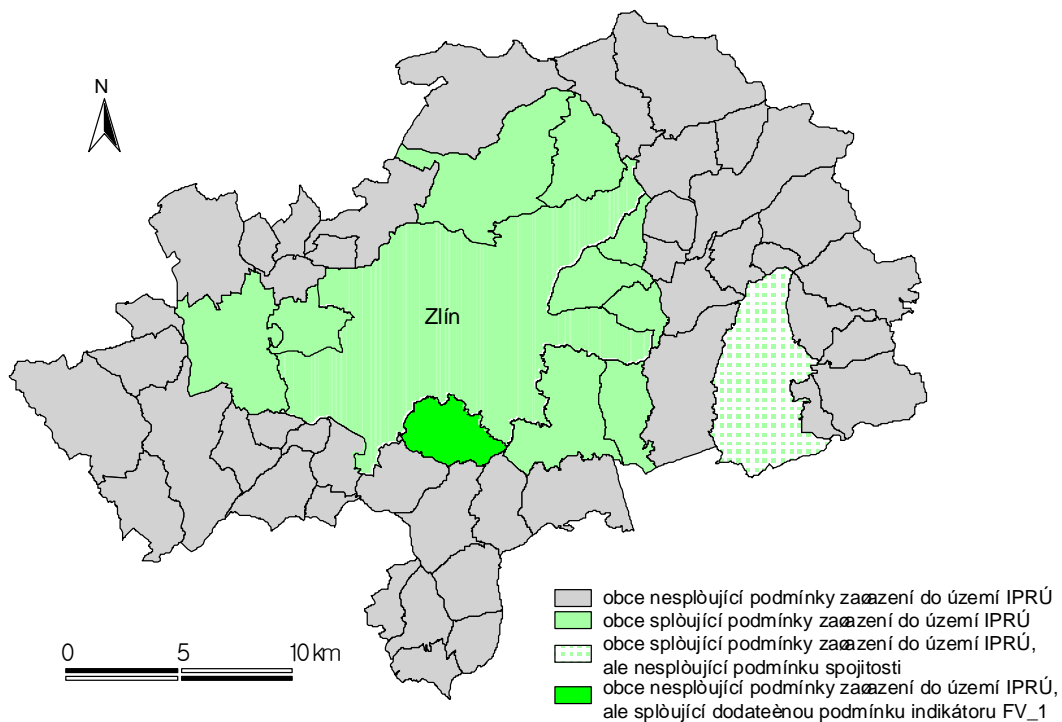 N
Zlín
obce nesplòující podmínky zaøazení do území IPRÚ
obce splòující podmínky zaøazení do území IPRÚ
obce splòující podmínky zaøazení do území IPRÚ,
ale nesplòující podmínku spojitosti
obce nesplòující podmínky zaøazení do území IPRÚ,
ale splòující dodateènou podmínku indikátoru FV_1
0 5 10 km